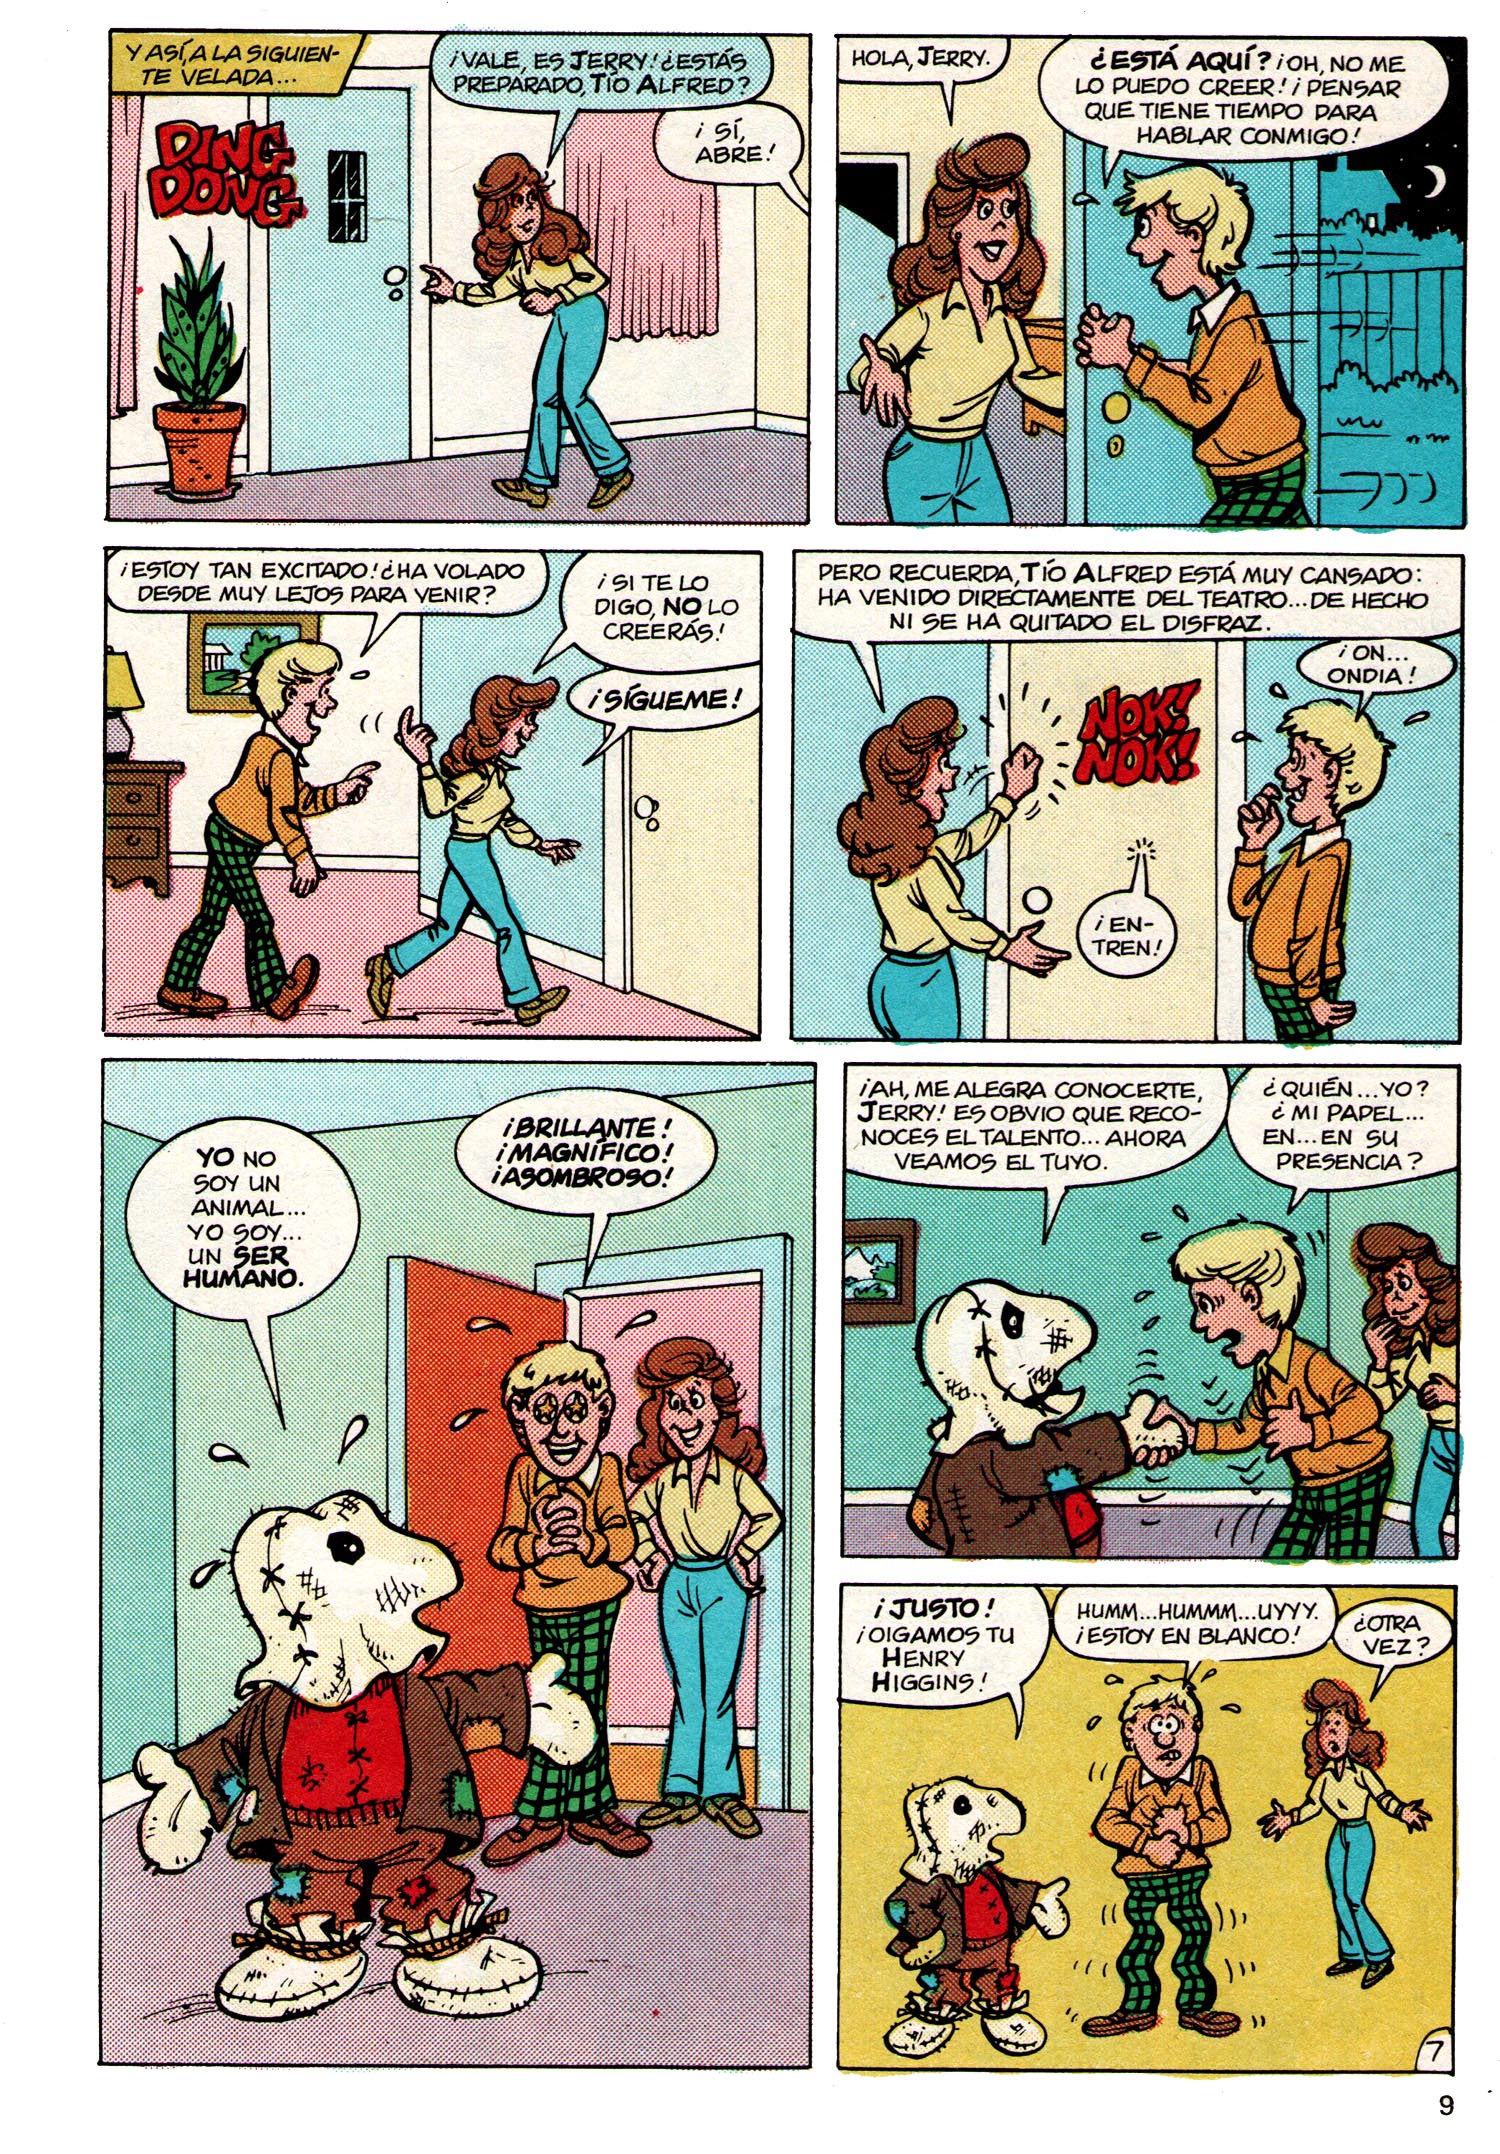 Y ASÍ, A LA SIGUIEN-
TE VELADA...
¡VALE, ES JERRY! ¿ESTÁS
PREPARADO, TÍO ALFRED?
¡SÍ,
ABRE!
DING
DONG
HOLA, JERRY.
¿ESTÁ AQUÍ? ¡OH, NO ME
LO PUEDO CREER! ¡PENSAR
QUE TIENE TIEMPO PARA
HABLAR CONMIGO!
¡ESTOY TAN EXCITADO! ¿HA VOLADO
DESDE MUY LEJOS PARA VENIR?
¡SI TE LO
DIGO, NO LO
CREERÁS!
¡SÍGUEME!
PERO RECUERDA, TÍO ALFRED ESTÁ MUY CANSADO:
HA VENIDO DIRECTAMENTE DEL TEATRO... DE HECHO
NI SE HA QUITADO EL DISFRAZ.
¡ON...
ONDIA!
NOK!
NOK!
¡EN-
TREN!
YO NO
SOY UN
ANIMAL...
YO SOY...
UN SER
HUMANO.
¡BRILLANTE!
¡MAGNÍFICO!
¡ASOMBROSO!
¡AH, ME ALEGRA CONOCERTE,
JERRY! ES OBVIO QUE RECO-
NOCES EL TALENTO... AHORA
VEAMOS EL TUYO.
¿QUIÉN...YO?
¿MI PAPEL...
EN...EN SU
PRESENCIA?
¡JUSTO!
¡OIGAMOS TU
HENRY
HIGGINS!
HUMM...HUMMM...UYYY.
¡ESTOY EN BLANCO!
¿OTRA
VEZ?
7
9